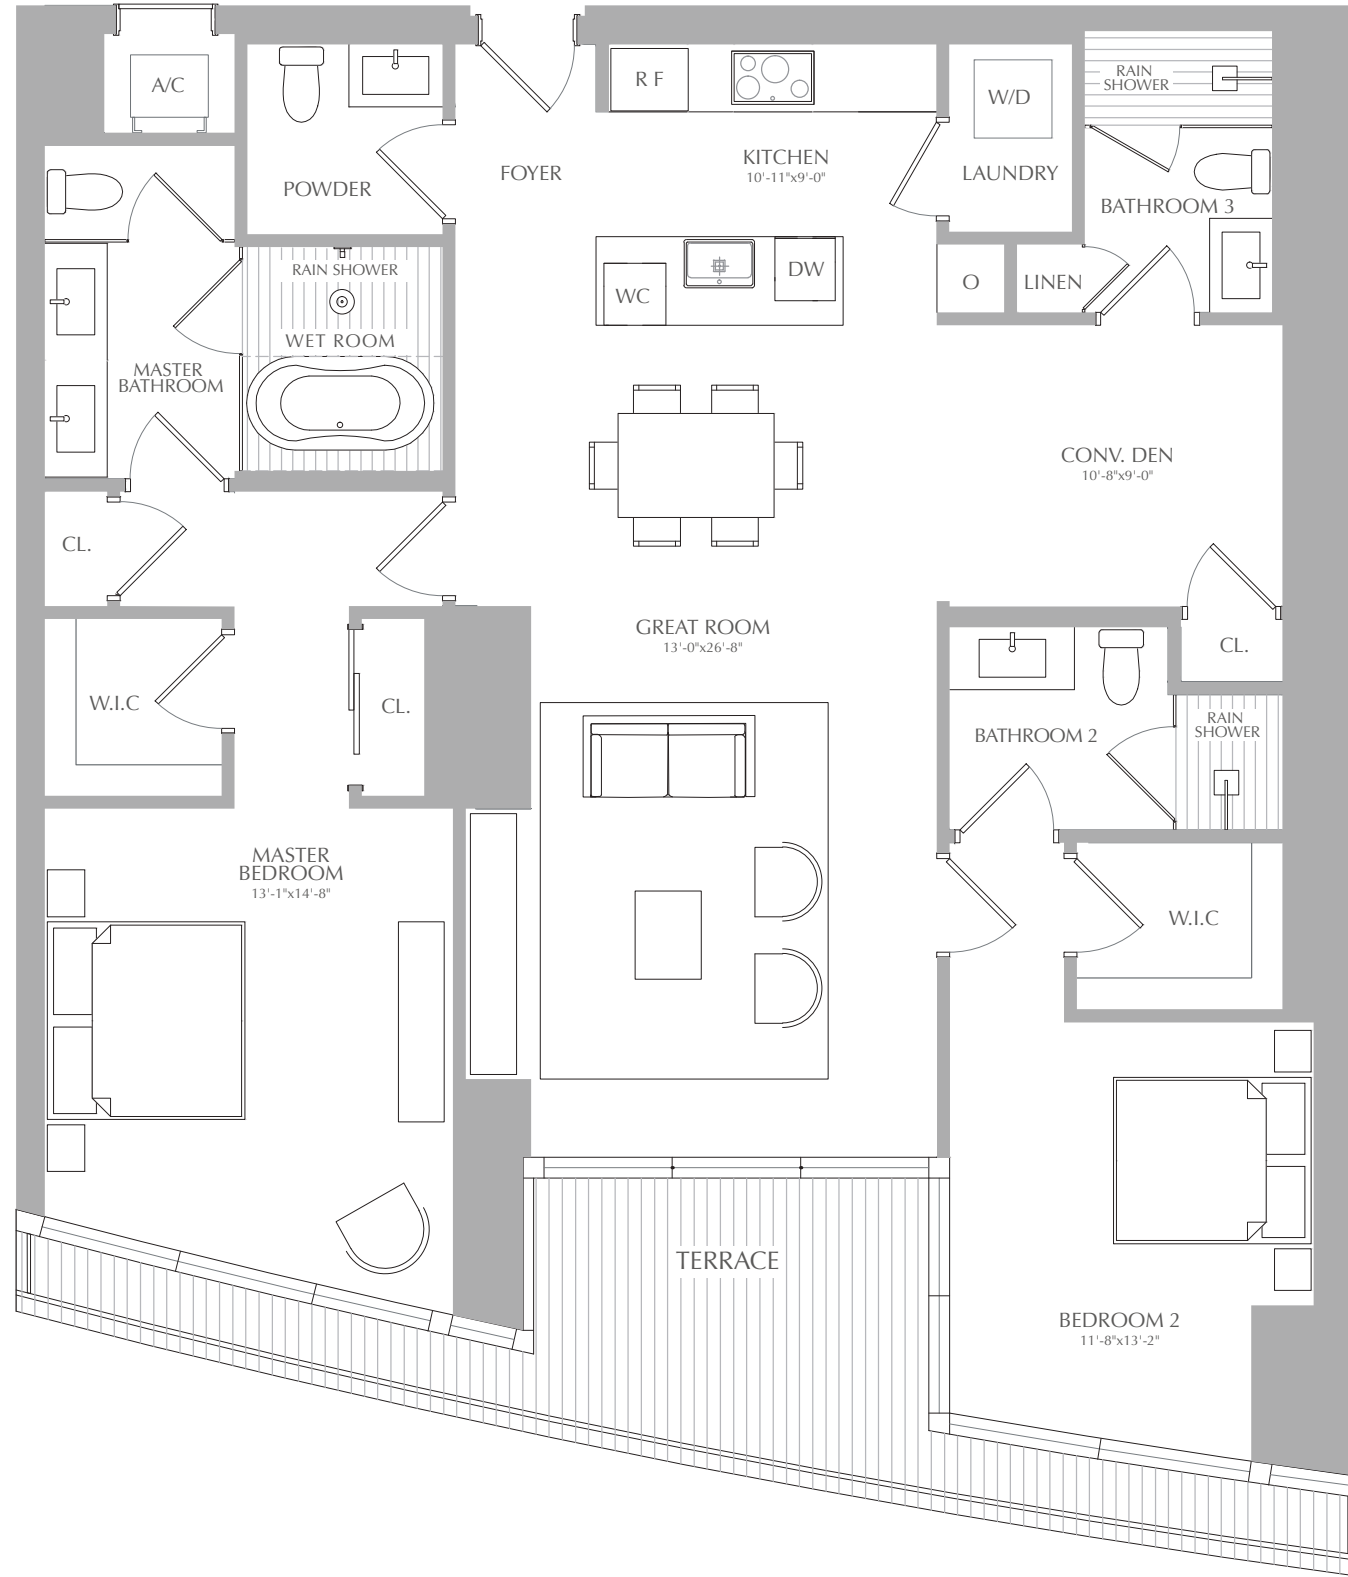 A/C
R F
W/D
RAIN
SHOWER
FOYER
KITCHEN
10'-11"x9'-0"
LAUNDRY
POWDER
BATHROOM 3
RAIN SHOWER
WC
DW
O
LINEN
WET ROOM
MASTER
BATHROOM
CONV. DEN
10'-8"x9'-0"
CL.
GREAT ROOM
13'-0"x26'-8"
CL.
W.I.C
CL.
BATHROOM 2
RAIN
SHOWER
MASTER
BEDROOM
13'-1"x14'-8"
W.I.C
TERRACE
BEDROOM 2
11'-8"x13'-2"